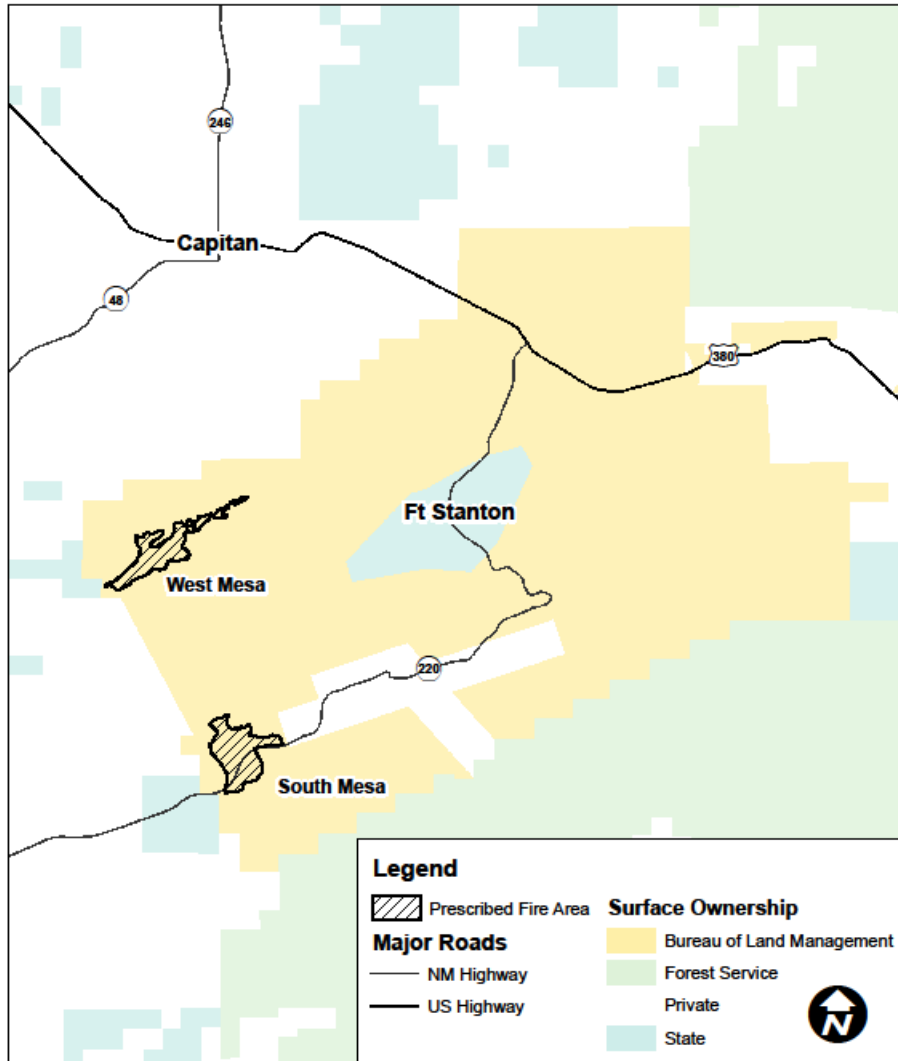 246
Capitan
48
380
Ft Stanton
West Mesa
220
South Mesa
Legend
Prescribed Fire Area
Major Roads
NM Highway
US Highway
Surface Ownership
Bureau of Land Management
Forest Service
Private
State
N